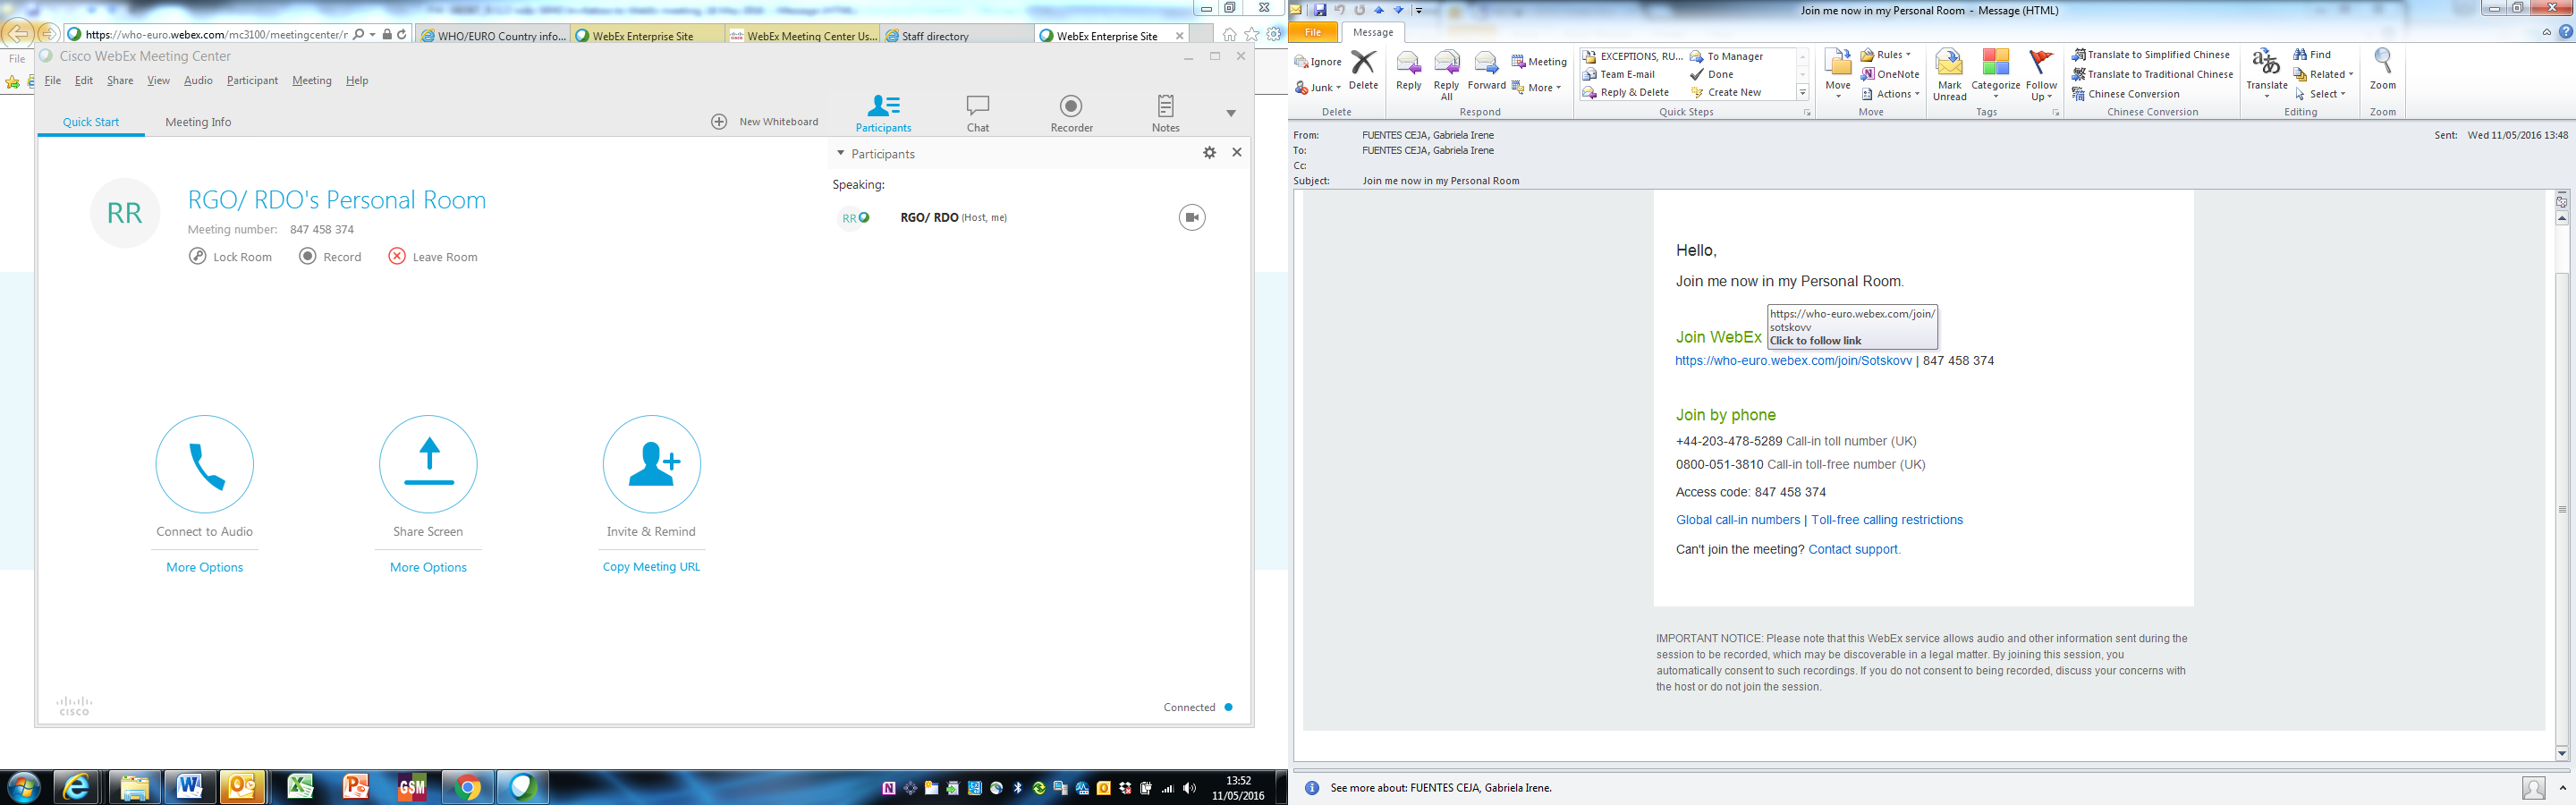 https://who-euro.webex.com/mc3100/meetingcenter/r
WHO/EURO Country info...
WebEx Enterprise Site
WebEx Meeting Center Us...
Staff directory
WebEx Enterprise Site
File
Cisco WebEx Meeting Center
File Edit Share View Audio Participant Meeting Help
Quick Start Meeting Info
New Whiteboard
Participants Chat Recorder Notes
Participants
Speaking:
RR RGO/ RDO (Host, me)
RR
RGO/ RDO's Personal Room
Meeting number: 847 458 374
Lock Room Record Leave Room
Connect to Audio Share Screen Invite & Remind
More Options More Options Copy Meeting URL
CISCO
Connected
GSM
13:52
11/05/2016
Join me now in my Personal Room - Message (HTML)
File Message
Ignore
Junk
Delete
Delete
Reply
Reply All
Forward
Meeting
More
Respond
EXCEPTIONS, RU...
To Manager
Team E-mail
Done
Reply & Delete
Create New
Quick Steps
Move
Rules
OneNote
Actions
Move
Mark Unread
Categorize
Follow Up
Tags
Translate to Simplified Chinese
Translate to Traditional Chinese
Chinese Conversion
Chinese Conversion
Translate
Find
Related
Select
Editing
Zoom
Zoom
From: FUENTES CEJA, Gabriela Irene
Sent: Wed 11/05/2016 13:48
To: FUENTES CEJA, Gabriela Irene
Cc:
Subject: Join me now in my Personal Room
Hello,
Join me now in my Personal Room.
https://who-euro.webex.com/join/
sotskovv
Click to follow link
Join WebEx
https://who-euro.webex.com/join/Sotskovv | 847 458 374
Join by phone
+44-203-478-5289 Call-in toll number (UK)
0800-051-3810 Call-in toll-free number (UK)
Access code: 847 458 374
Global call-in numbers | Toll-free calling restrictions
Can't join the meeting? Contact support.
IMPORTANT NOTICE: Please note that this WebEx service allows audio and other information sent during the
session to be recorded, which may be discoverable in a legal matter. By joining this session, you
automatically consent to such recordings. If you do not consent to being recorded, discuss your concerns with
the host or do not join the session.
See more about: FUENTES CEJA, Gabriela Irene.